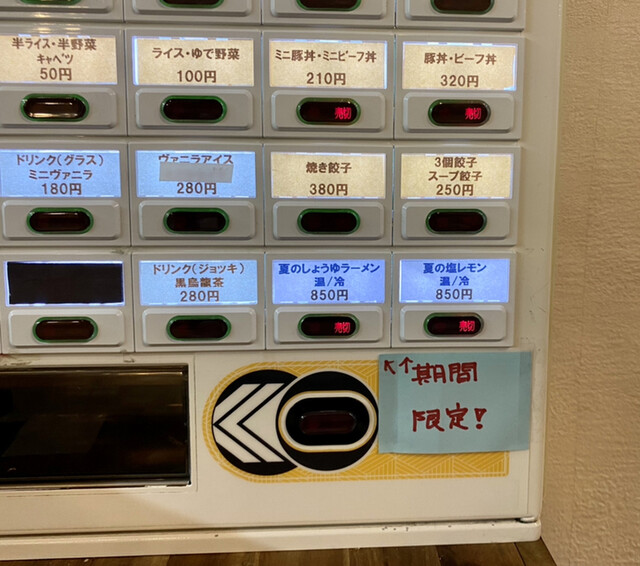 半ライス・半野菜
キャベツ
50円
ライス・ゆで野菜
100円
ミニ豚丼・ミニビーフ丼
210円
売切
豚丼・ビーフ丼
320円
売切
ドリンク(グラス)
ミニヴァニラ
180円
ヴァニラアイス
280円
焼き餃子
380円
3個餃子
スープ餃子
250円
ドリンク(ジョッキ)
黒烏龍茶
280円
夏のしょうゆラーメン
温/冷
850円
売切
夏の塩レモン
温/冷
850円
売切
↖↑期間
限定!